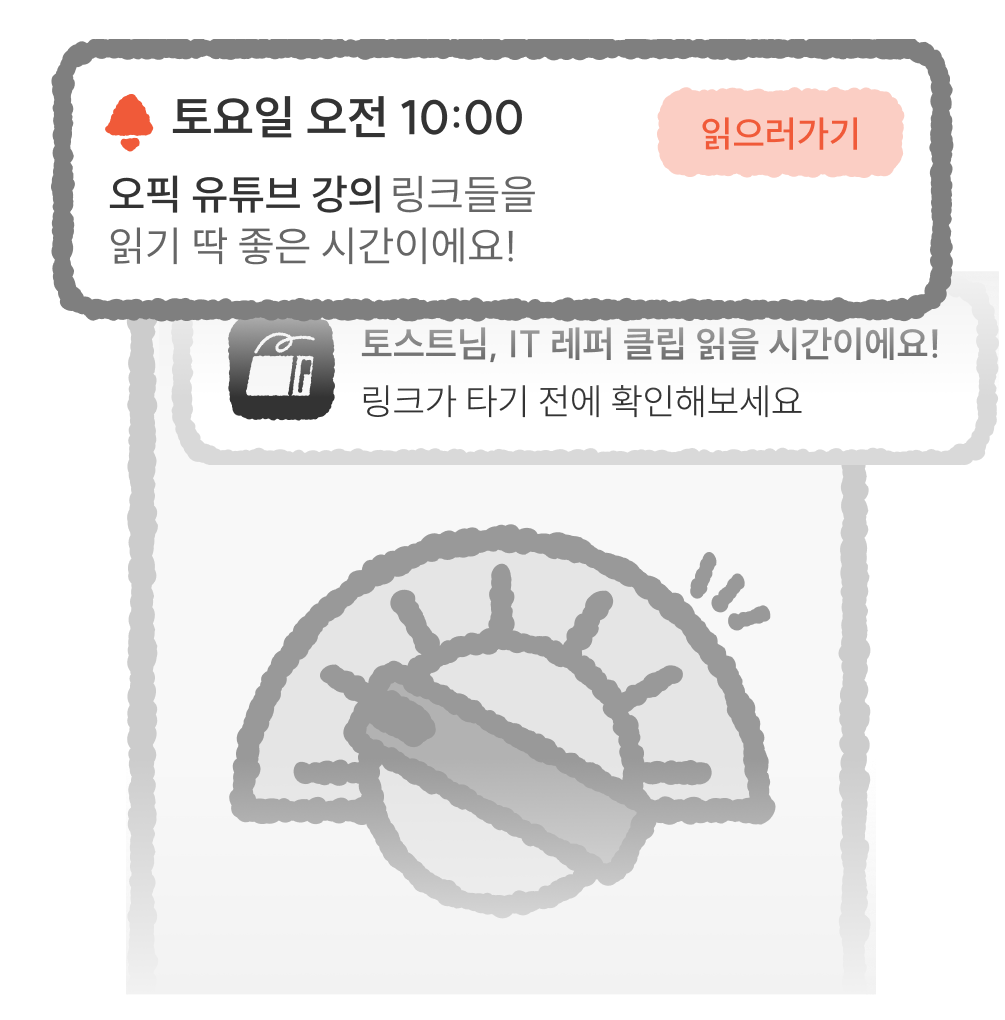 토요일 오전 10:00
읽으러가기
오픽 유튜브 강의 링크들을
읽기 딱 좋은 시간이에요!
토스트님, IT 레퍼 클립 읽을 시간이에요!
링크가 타기 전에 확인해보세요